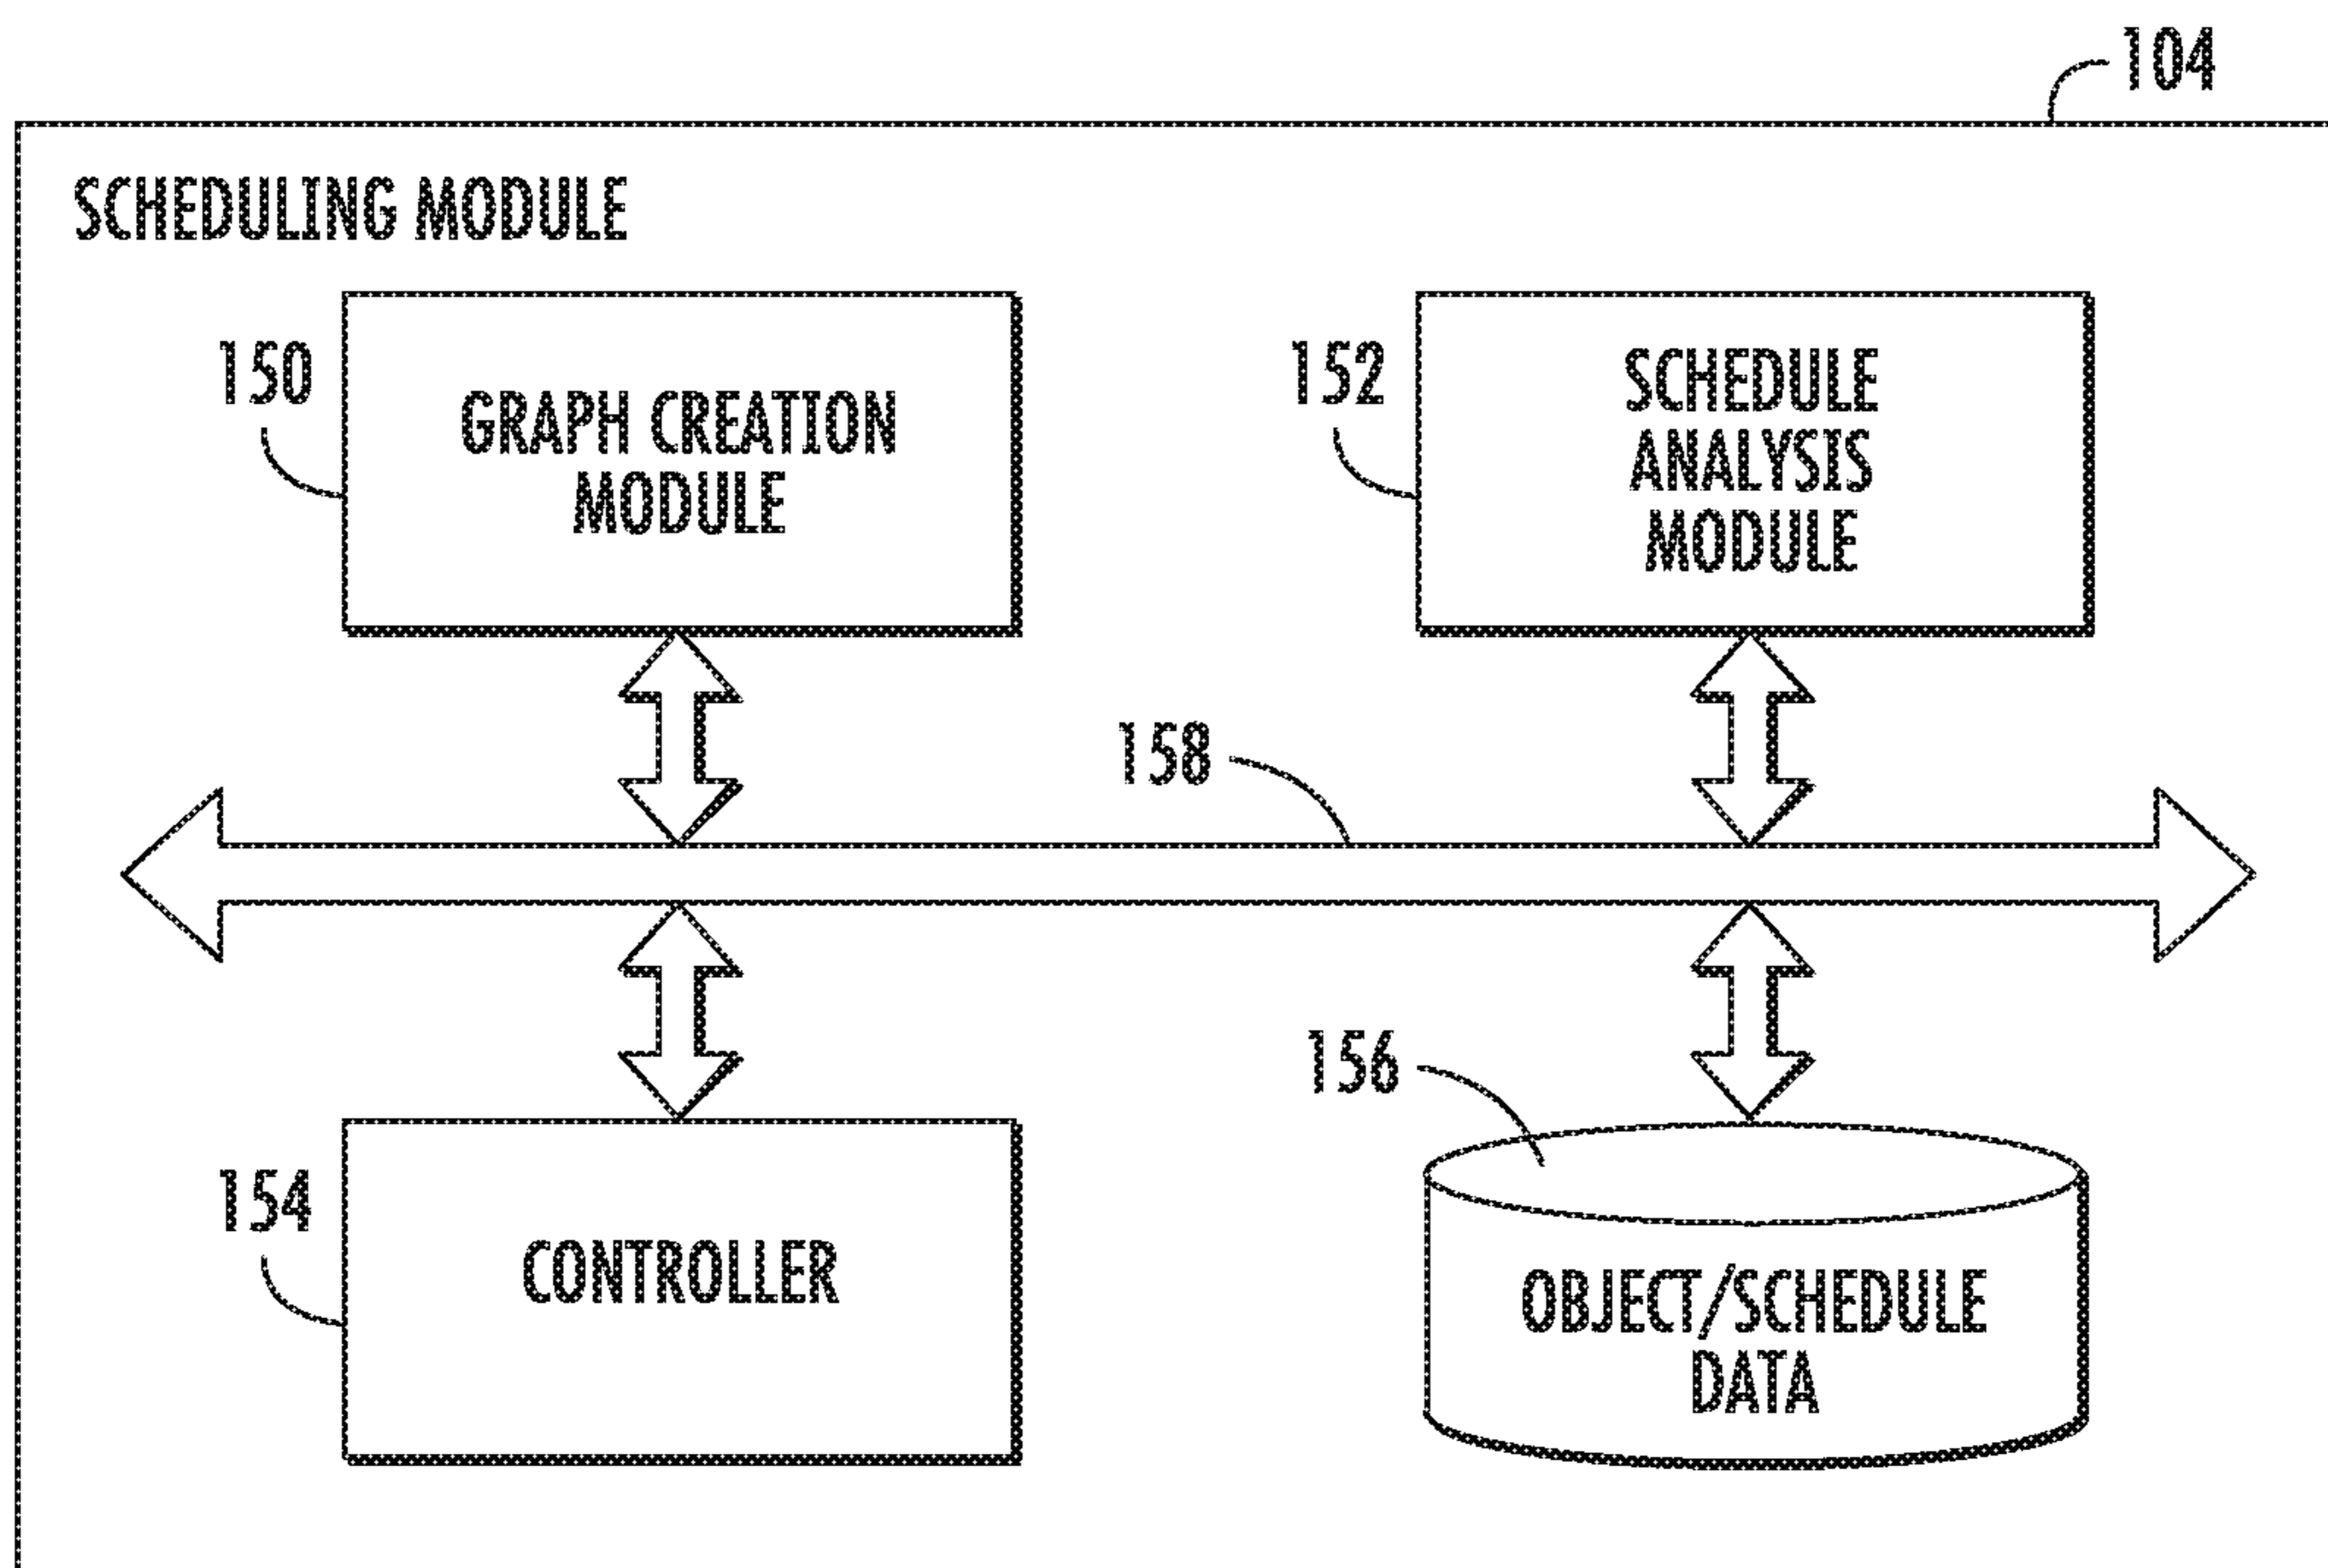 104
SCHEDULING MODULE
150
GRAPH CREATION
MODULE
152
SCHEDULE
ANALYSIS
MODULE
158
154
CONTROLLER
156
OBJECT/SCHEDULE
DATA